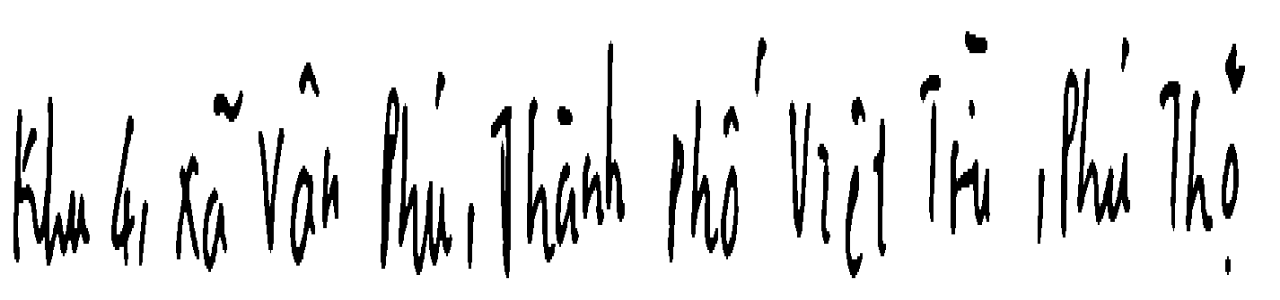 Khu 4, xã Vân Phú, Thành phố Việt Trì, Phú Thọ